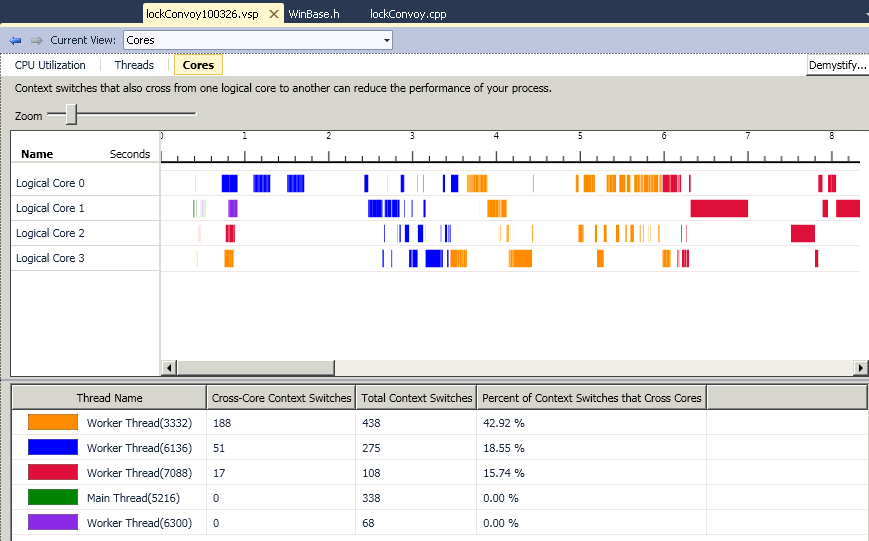 lockConvoy100326.vsp WinBase.h lockConvoy.cpp
Current View: Cores
CPU Utilization Threads Cores Demystify...
Context switches that also cross from one logical core to another can reduce the performance of your process.
Zoom
0 1 2 3 4 5 6 7 8
Name Seconds
Logical Core 0
Logical Core 1
Logical Core 2
Logical Core 3
Thread Name Cross-Core Context Switches Total Context Switches Percent of Context Switches that Cross Cores
Worker Thread(3332) 188 438 42.92 %
Worker Thread(6136) 51 275 18.55 %
Worker Thread(7088) 17 108 15.74 %
Main Thread(5216) 0 338 0.00 %
Worker Thread(6300) 0 68 0.00 %